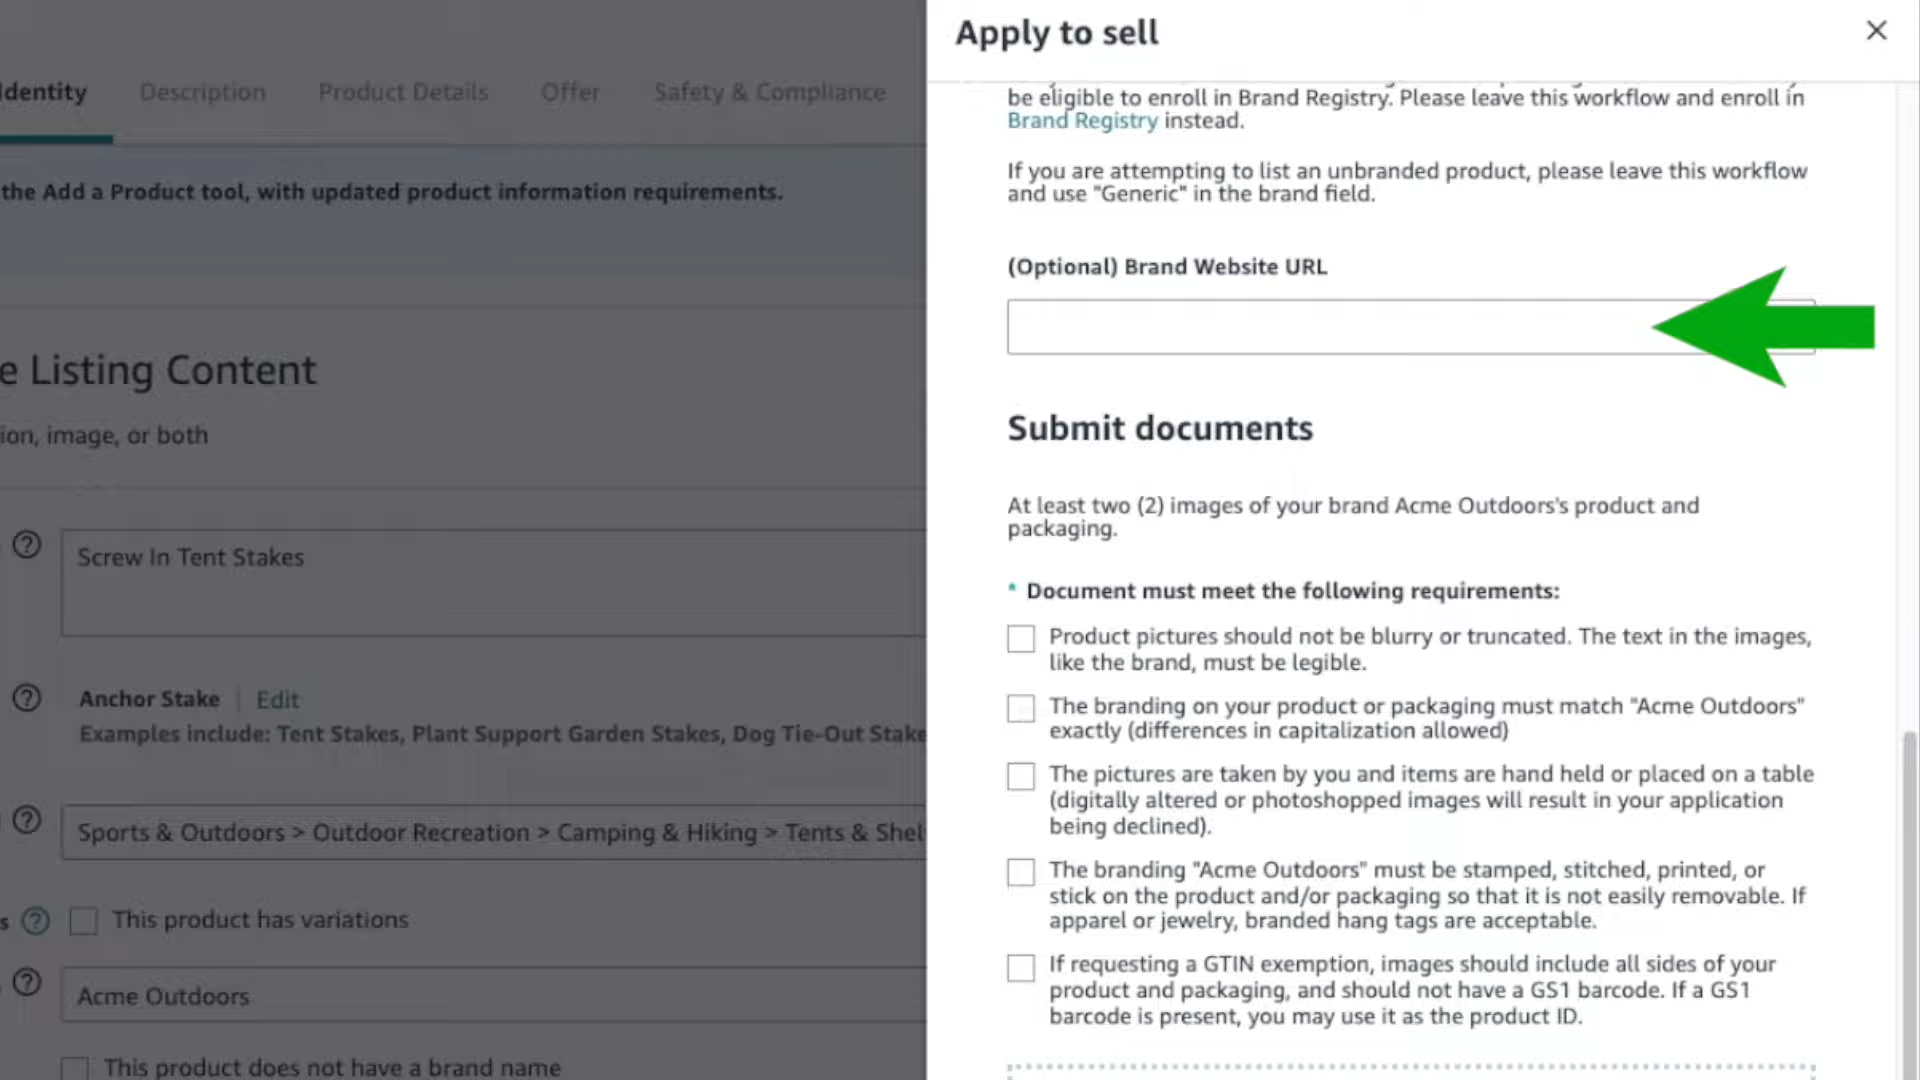 Apply to sell
Identity Description Product Details Offer Safety & Compliance
the Add a Product tool, with updated product information requirements.
e Listing Content
ion, image, or both
Screw In Tent Stakes
Anchor Stake | Edit
Examples include: Tent Stakes, Plant Support Garden Stakes, Dog Tie-Out Stake
Sports & Outdoors > Outdoor Recreation > Camping & Hiking > Tents & Shel
s This product has variations
Acme Outdoors
This product does not have a brand name
be eligible to enroll in Brand Registry. Please leave this workflow and enroll in
Brand Registry instead.
If you are attempting to list an unbranded product, please leave this workflow
and use "Generic" in the brand field.
(Optional) Brand Website URL
Submit documents
At least two (2) images of your brand Acme Outdoors's product and
packaging.
* Document must meet the following requirements:
Product pictures should not be blurry or truncated. The text in the images,
like the brand, must be legible.
The branding on your product or packaging must match "Acme Outdoors"
exactly (differences in capitalization allowed)
The pictures are taken by you and items are hand held or placed on a table
(digitally altered or photoshopped images will result in your application
being declined).
The branding "Acme Outdoors" must be stamped, stitched, printed, or
stick on the product and/or packaging so that it is not easily removable. If
apparel or jewelry, branded hang tags are acceptable.
If requesting a GTIN exemption, images should include all sides of your
product and packaging, and should not have a GS1 barcode. If a GS1
barcode is present, you may use it as the product ID.